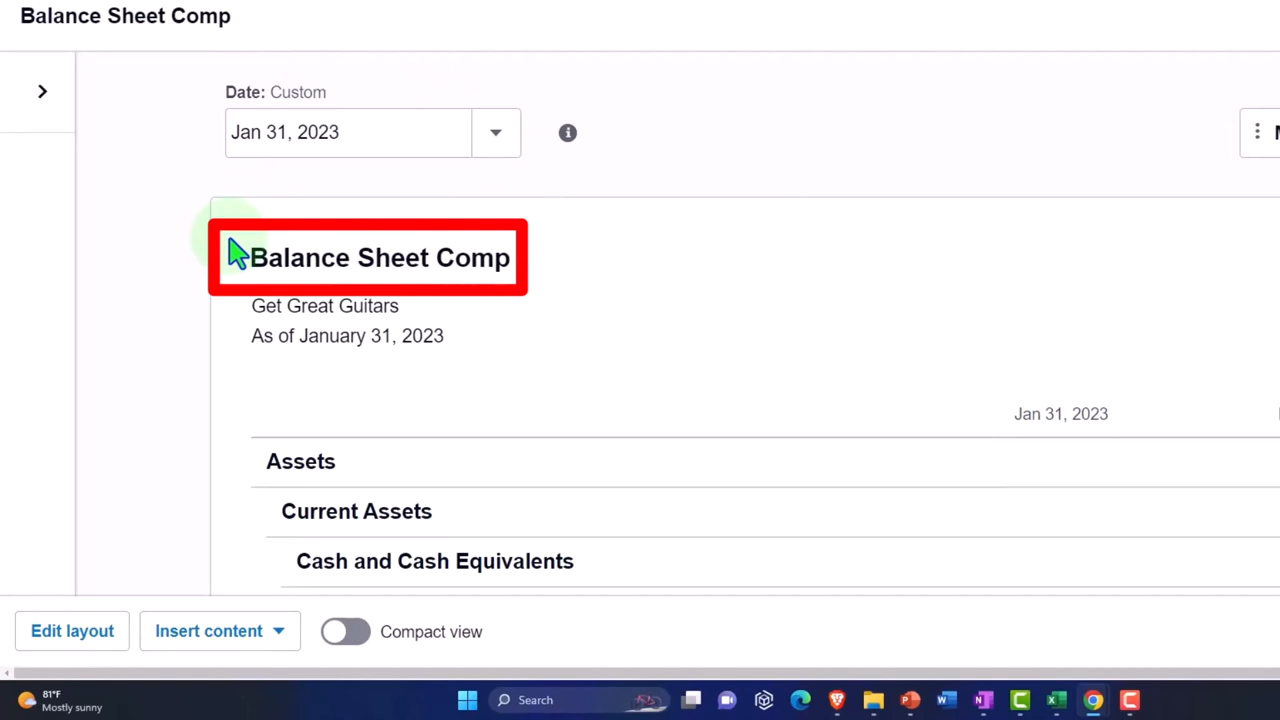 Balance Sheet Comp
Date: Custom
Jan 31, 2023
Balance Sheet Comp
Get Great Guitars
As of January 31, 2023
Jan 31, 2023
Assets
Current Assets
Cash and Cash Equivalents
Edit layout
Insert content
Compact view
81°F
Mostly sunny
Search